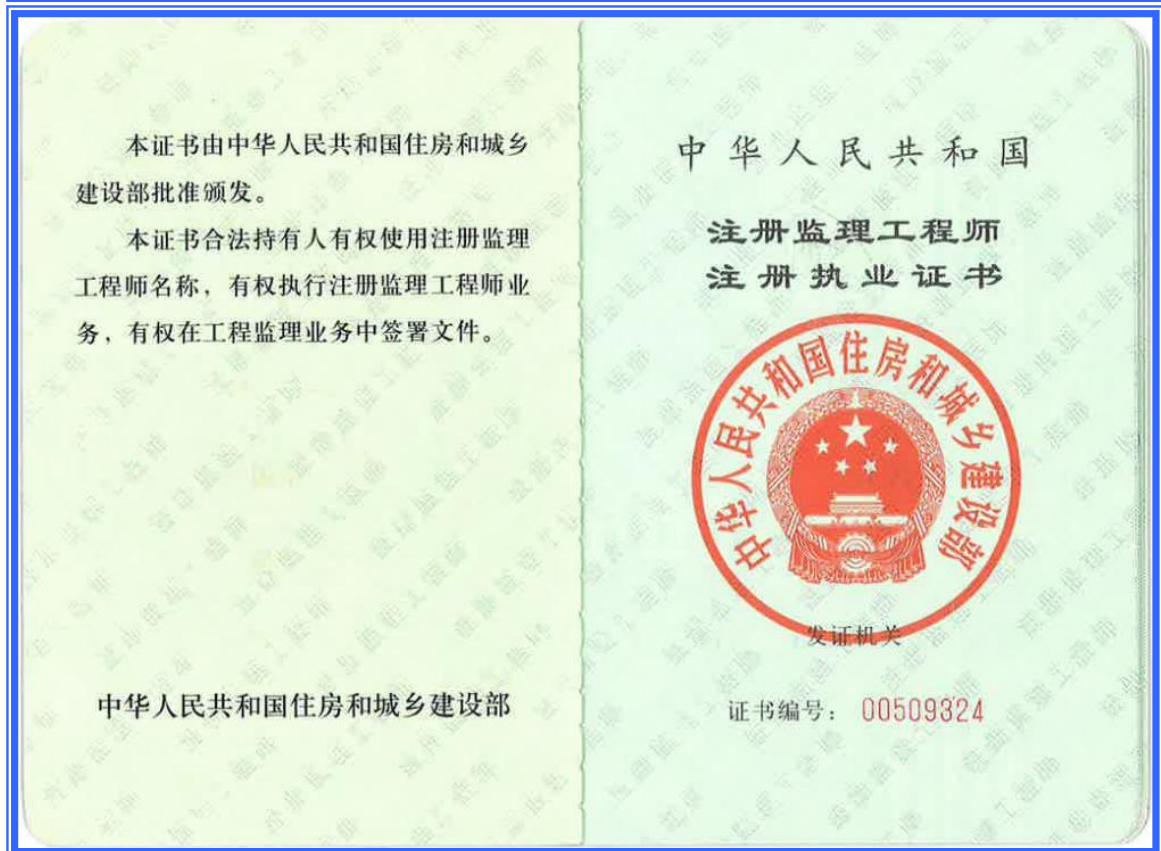 本证书由中华人民共和国住房和城乡
建设部批准颁发。
本证书合法持有人有权使用注册监理
工程师名称，有权执行注册监理工程师业
务，有权在工程监理业务中签署文件。
中华人民共和国住房和城乡建设部
中华人民共和国
注册监理工程师
注册执业证书
中华人民共和国住房和城乡建设部
发证机关
证书编号： 00509324